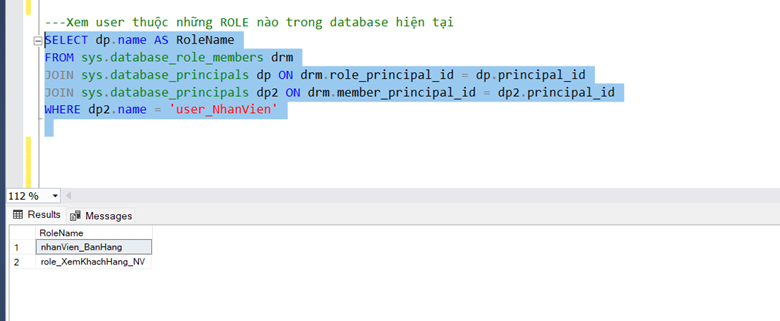 ---Xem user thuộc những ROLE nào trong database hiện tại
SELECT dp.name AS RoleName
FROM sys.database_role_members drm
JOIN sys.database_principals dp ON drm.role_principal_id = dp.principal_id
JOIN sys.database_principals dp2 ON drm.member_principal_id = dp2.principal_id
WHERE dp2.name = 'user_NhanVien'
112 %
Results Messages
RoleName
1 nhanVien_BanHang
2 role_XemKhachHang_NV